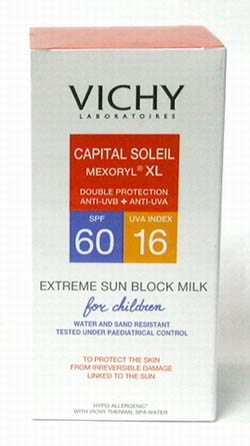 VICHY
LABORATOIRES
CAPITAL SOLEIL
MEXORYL® XL
DOUBLE PROTECTION
ANTI-UVB + ANTI-UVA
SPF
60
UVA INDEX
16
EXTREME SUN BLOCK MILK
for children
WATER AND SAND RESISTANT
TESTED UNDER PAEDIATRICAL CONTROL
TO PROTECT THE SKIN
FROM IRREVERSIBLE DAMAGE
LINKED TO THE SUN
HYPO-ALLERGENIC*
WITH VICHY THERMAL SPA WATER